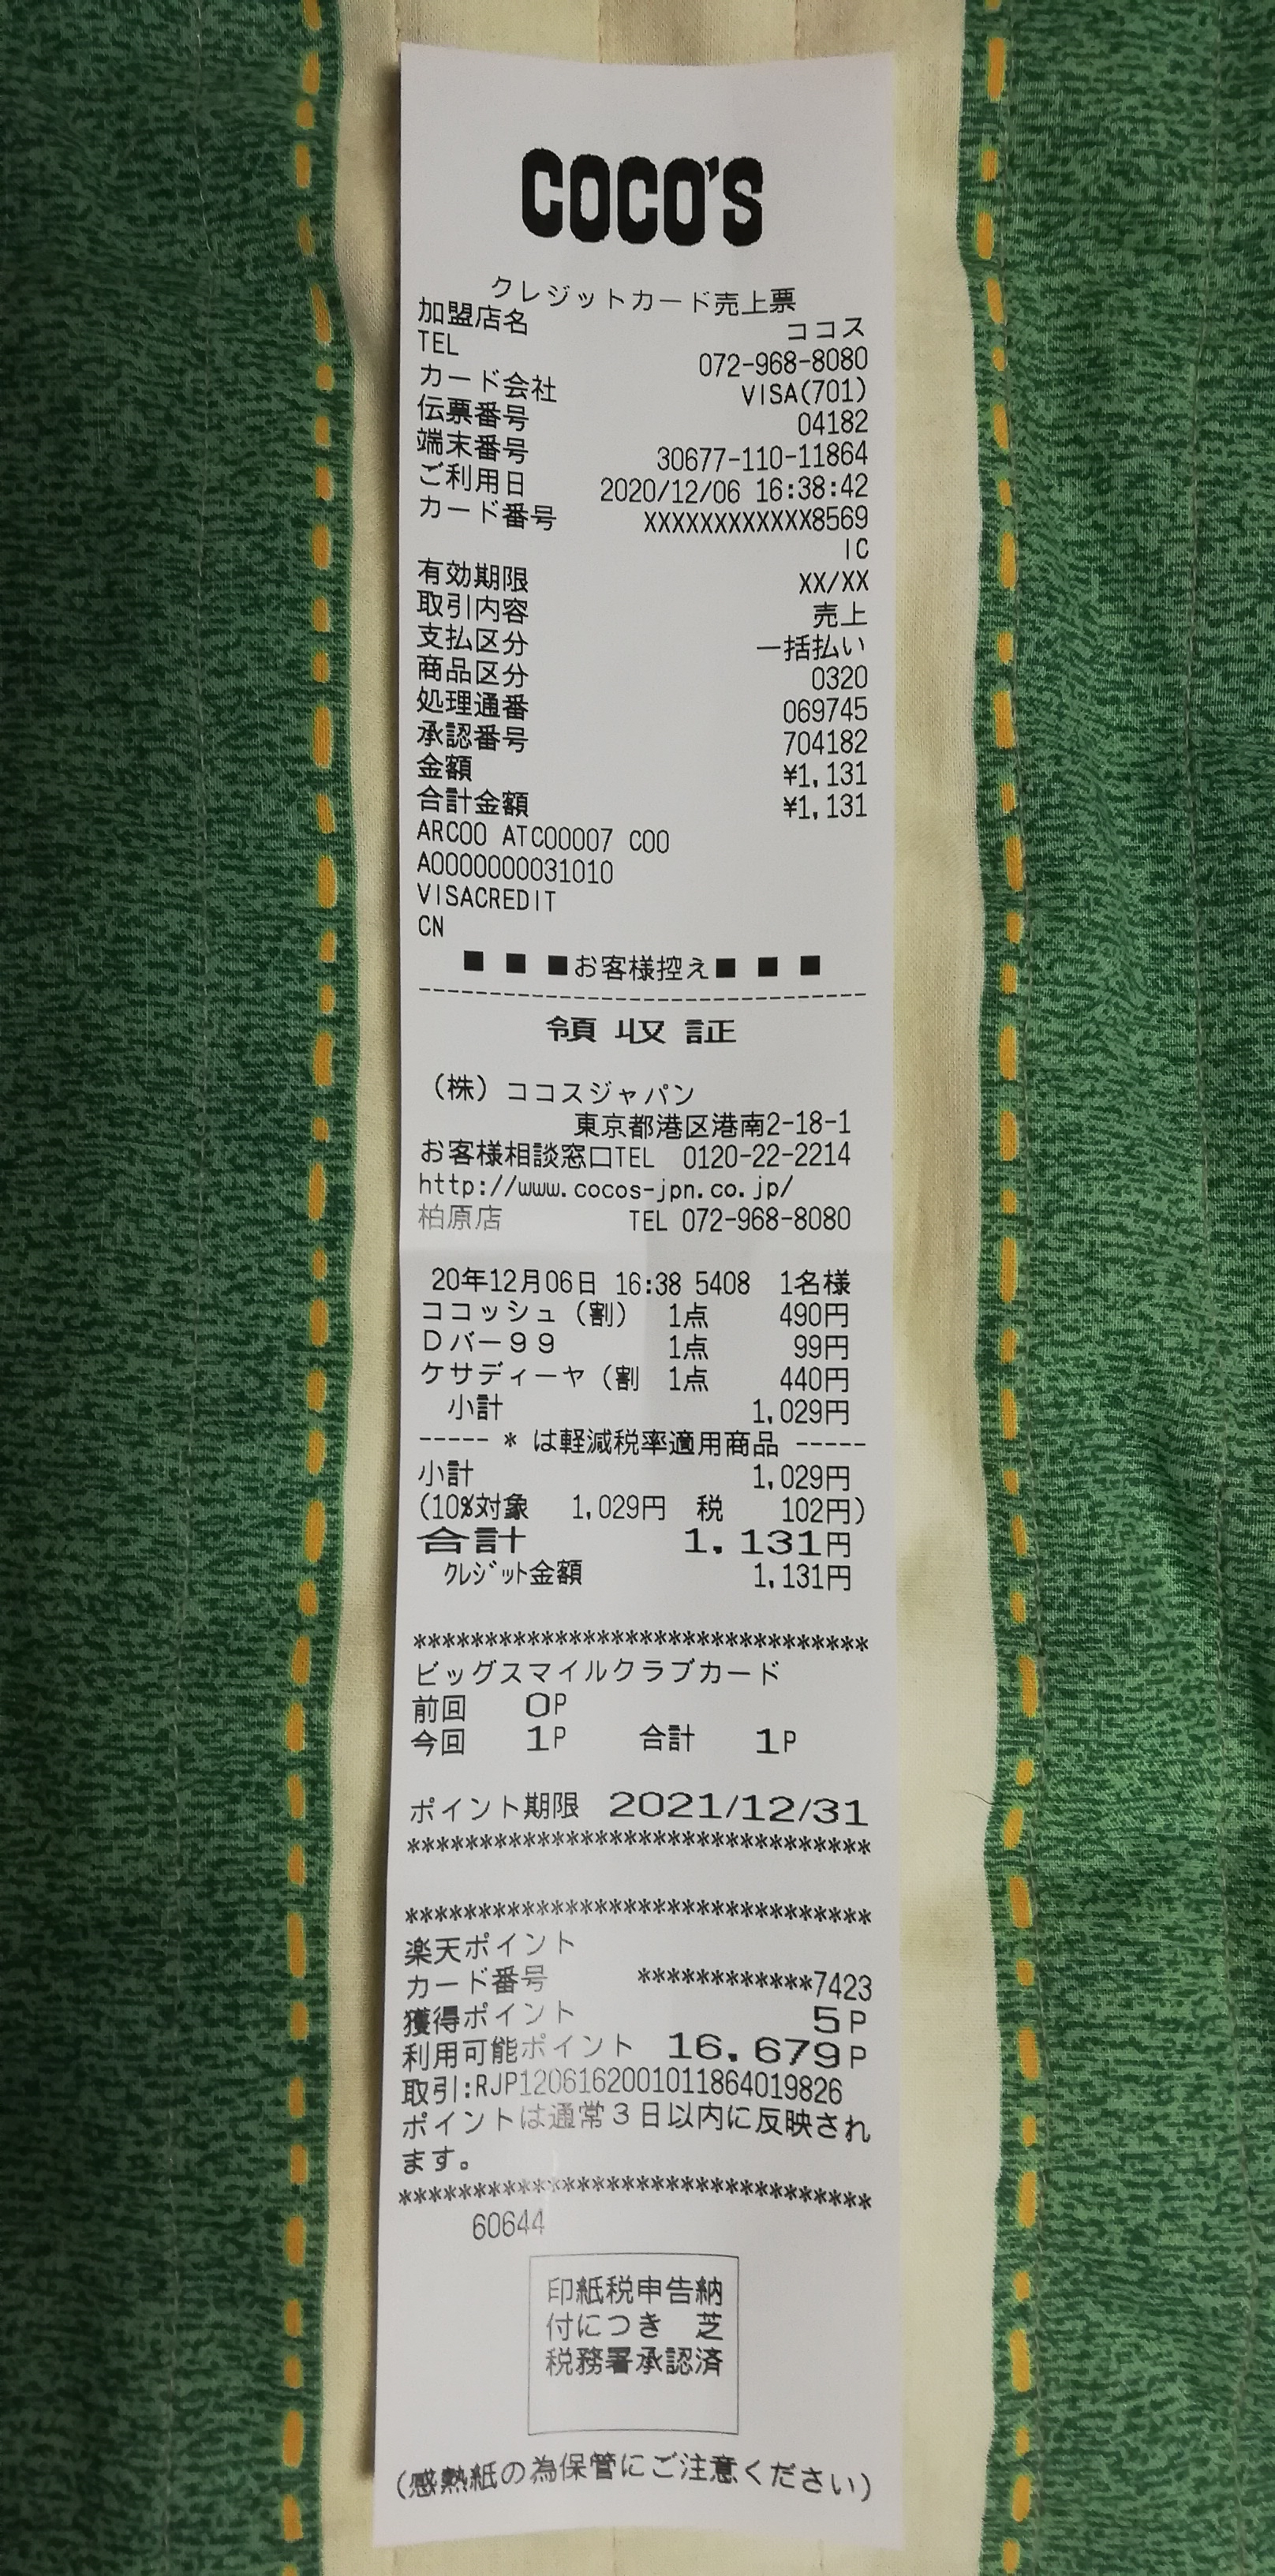 COCO'S
クレジットカード売上票
加盟店名 ココス
TEL 072-968-8080
カード会社 VISA(701)
伝票番号 04182
端末番号 30677-110-11864
ご利用日 2020/12/06 16:38:42
カード番号 XXXXXXXXXXXX8569
IC
有効期限 XX/XX
取引内容 売上
支払区分 一括払い
商品区分 0320
処理通番 069745
承認番号 704182
金額 ¥1,131
合計金額 ¥1,131
ARC00 ATC00007 C00
A0000000031010
VISACREDIT
CN
■ ■ ■お客様控え■ ■ ■
--------------------------------
領収証
(株)ココスジャパン
東京都港区港南2-18-1
お客様相談窓口TEL 0120-22-2214
http://www.cocos-jpn.co.jp/
柏原店 TEL 072-968-8080
20年12月06日 16:38 5408 1名様
ココッシュ(割) 1点 490円
Dバー99 1点 99円
ケサディーヤ(割 1点 440円
小計 1,029円
----- * は軽減税率適用商品 -----
小計 1,029円
(10%対象 1,029円 税 102円)
合計 1,131円
クレジット金額 1,131円
********************************
ビッグスマイルクラブカード
前回 0P
今回 1P 合計 1P
ポイント期限 2021/12/31
********************************
********************************
楽天ポイント
カード番号 ************7423
獲得ポイント 5P
利用可能ポイント 16,679P
取引:RJP1206162001011864019826
ポイントは通常3日以内に反映され
ます。
********************************
60644
印紙税申告納
付につき 芝
税務署承認済
(感熱紙の為保管にご注意ください)